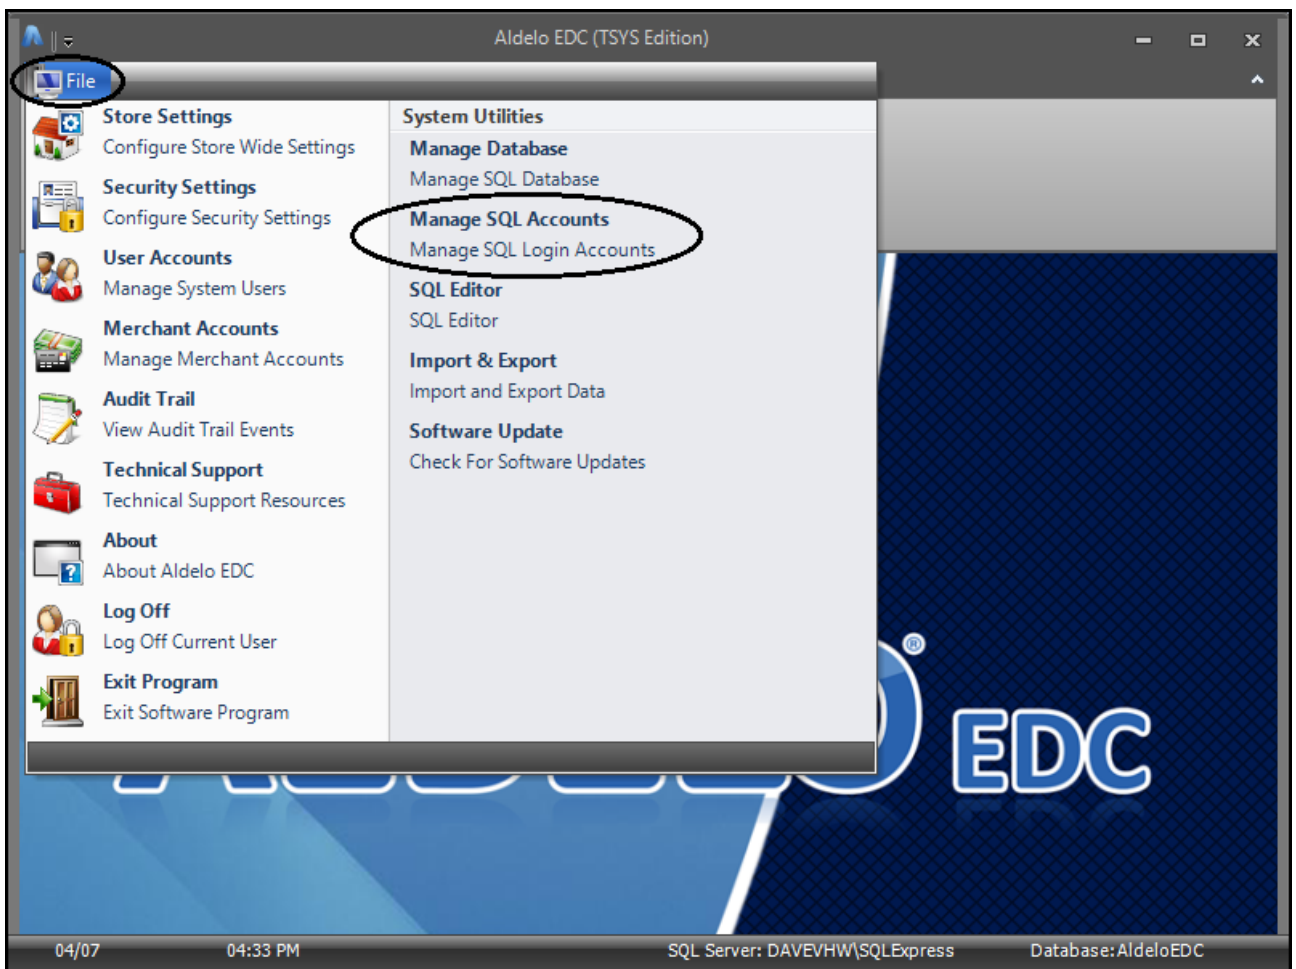 Aldelo EDC (TSYS Edition)
File
Store Settings
Configure Store Wide Settings
Security Settings
Configure Security Settings
User Accounts
Manage System Users
Merchant Accounts
Manage Merchant Accounts
Audit Trail
View Audit Trail Events
Technical Support
Technical Support Resources
About
About Aldelo EDC
Log Off
Log Off Current User
Exit Program
Exit Software Program
System Utilities
Manage Database
Manage SQL Database
Manage SQL Accounts
Manage SQL Login Accounts
SQL Editor
SQL Editor
Import & Export
Import and Export Data
Software Update
Check For Software Updates
® EDC
04/07 04:33 PM SQL Server: DAVEVHW\SQLExpress Database:AldeloEDC